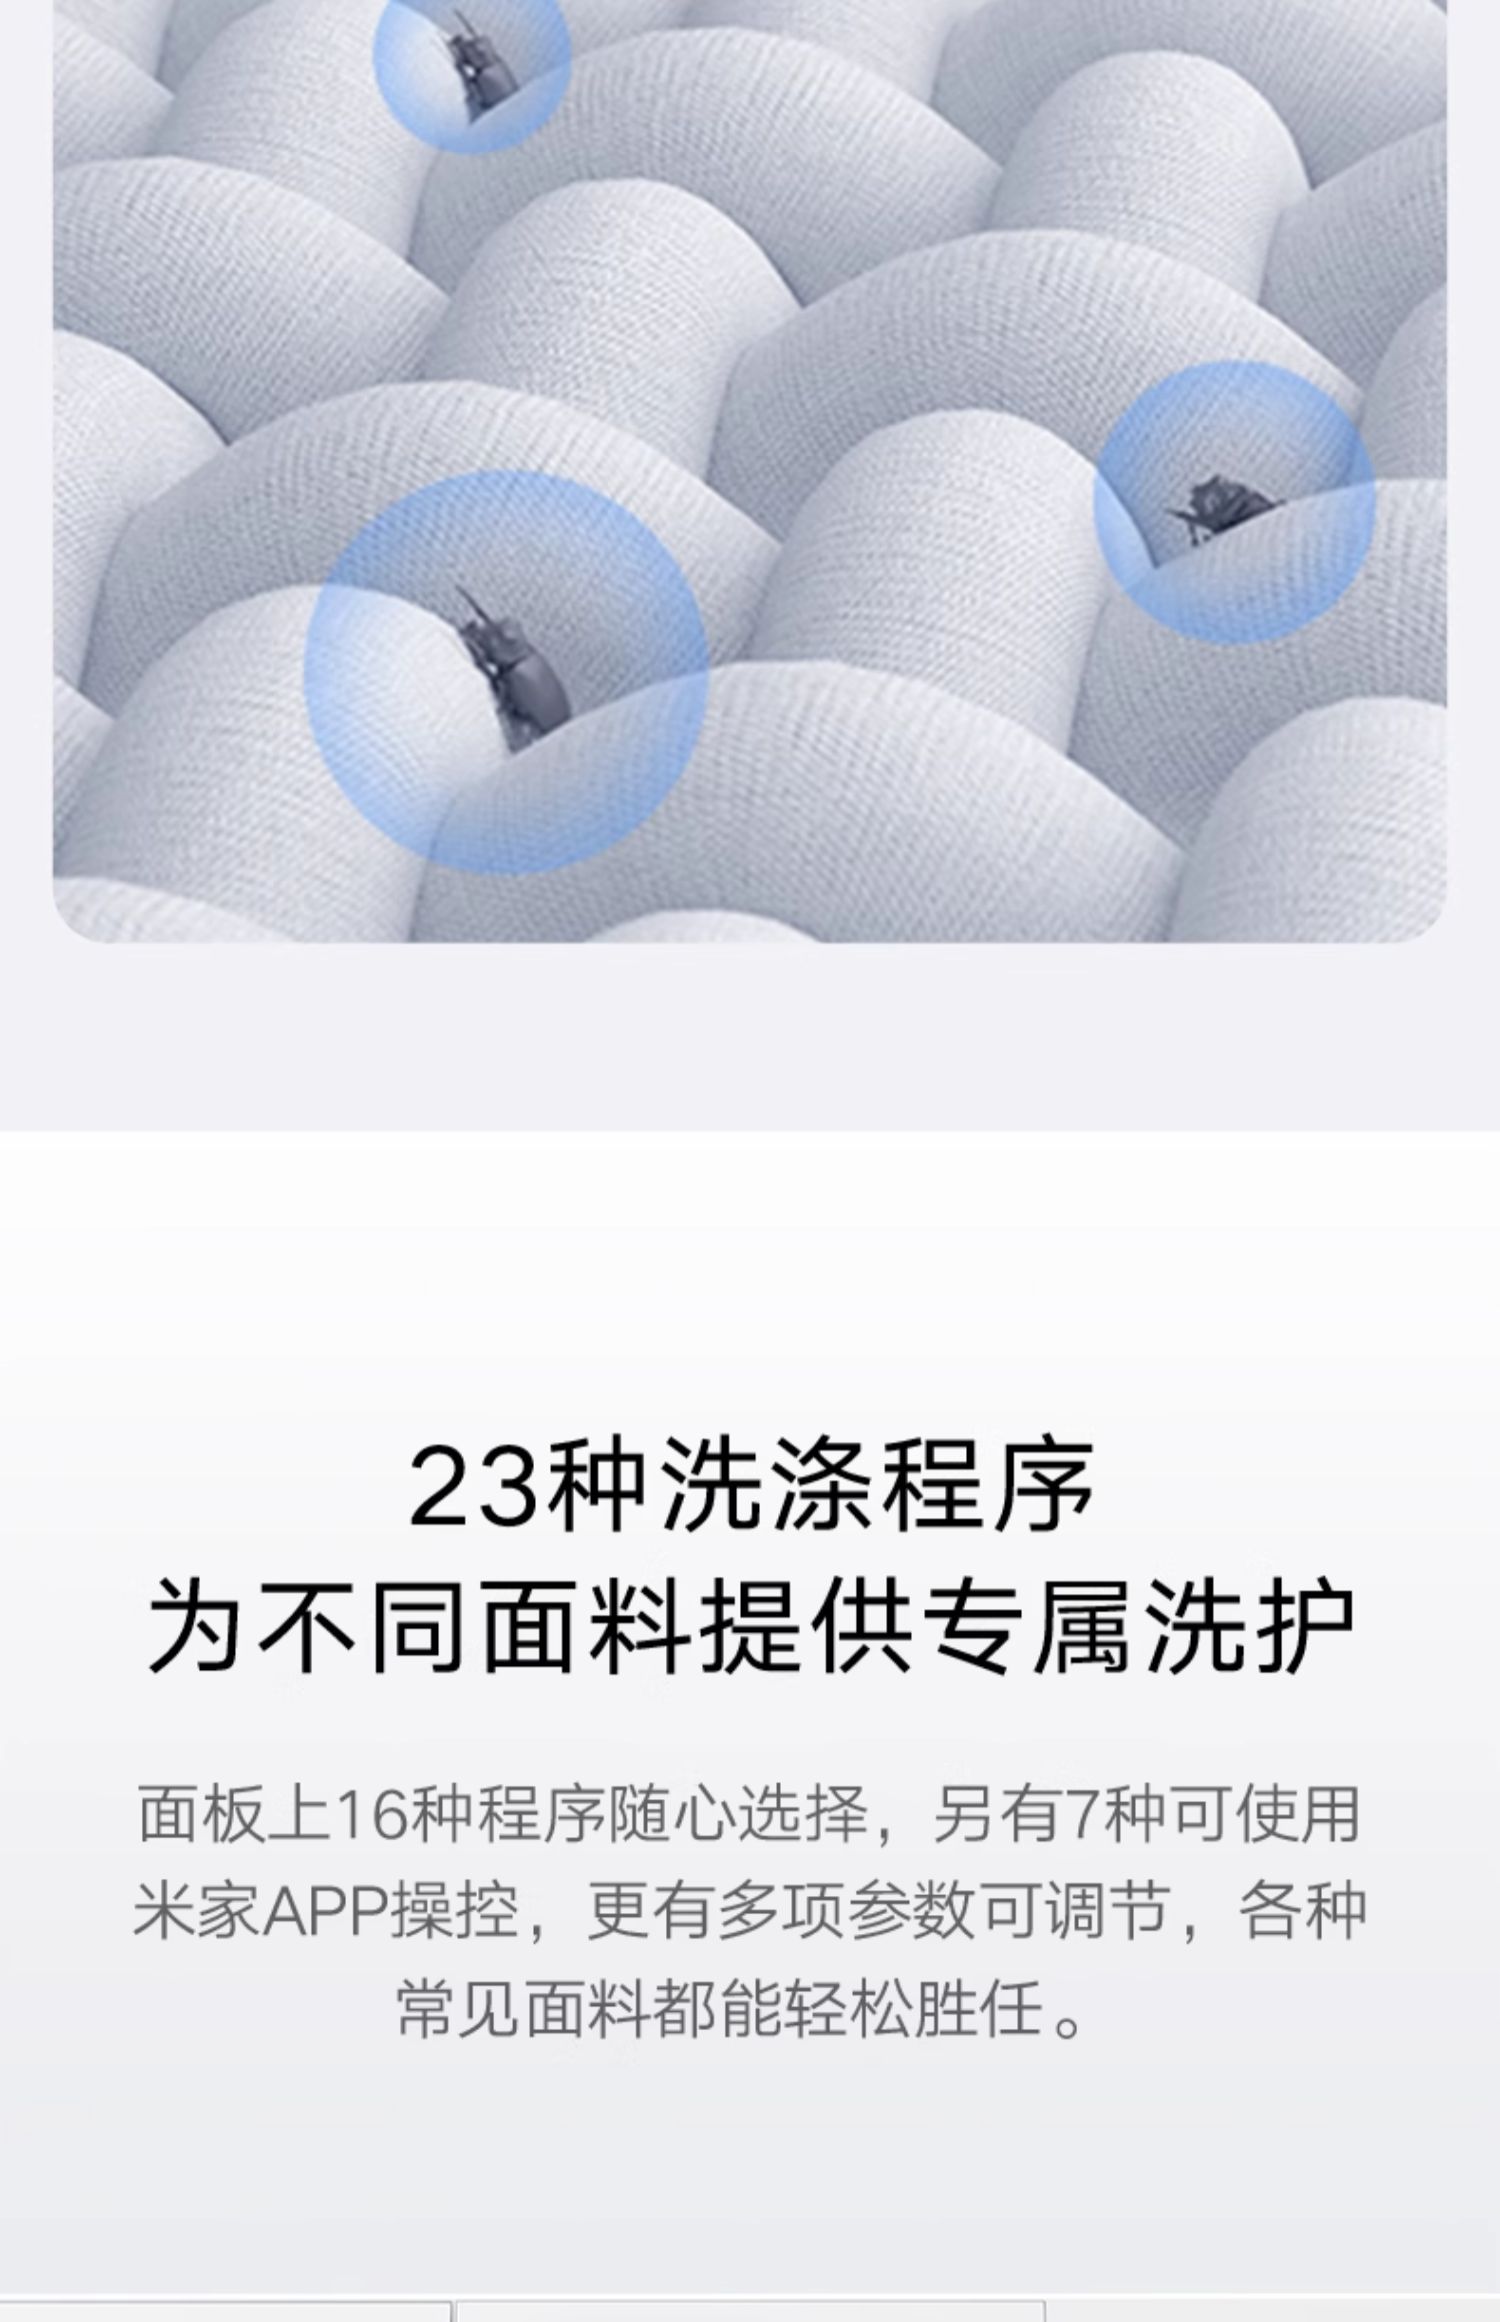 23种洗涤程序
为不同面料提供专属洗护
面板上16种程序随心选择，另有7种可使用
米家APP操控，更有多项参数可调节，各种
常见面料都能轻松胜任。